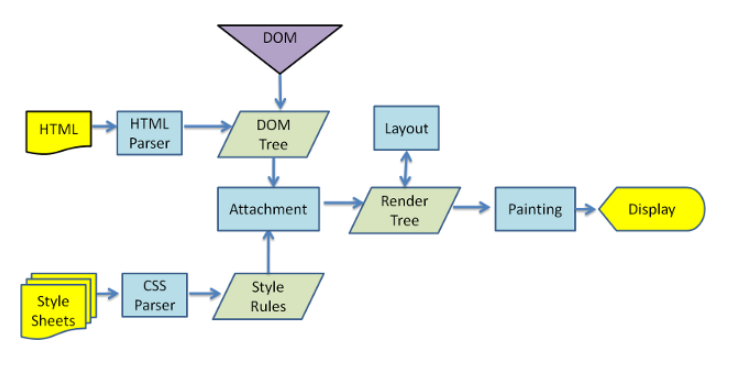 DOM
HTML
HTML
Parser
DOM
Tree
Layout
Attachment
Render
Tree
Painting
Display
Style
Sheets
CSS
Parser
Style
Rules